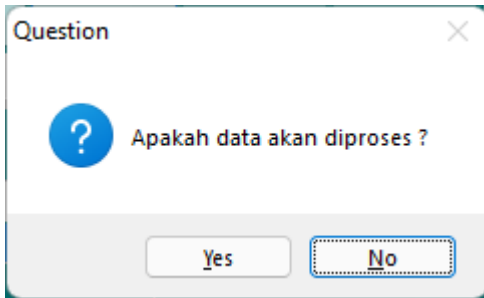 Question
Apakah data akan diproses ?
Yes
No